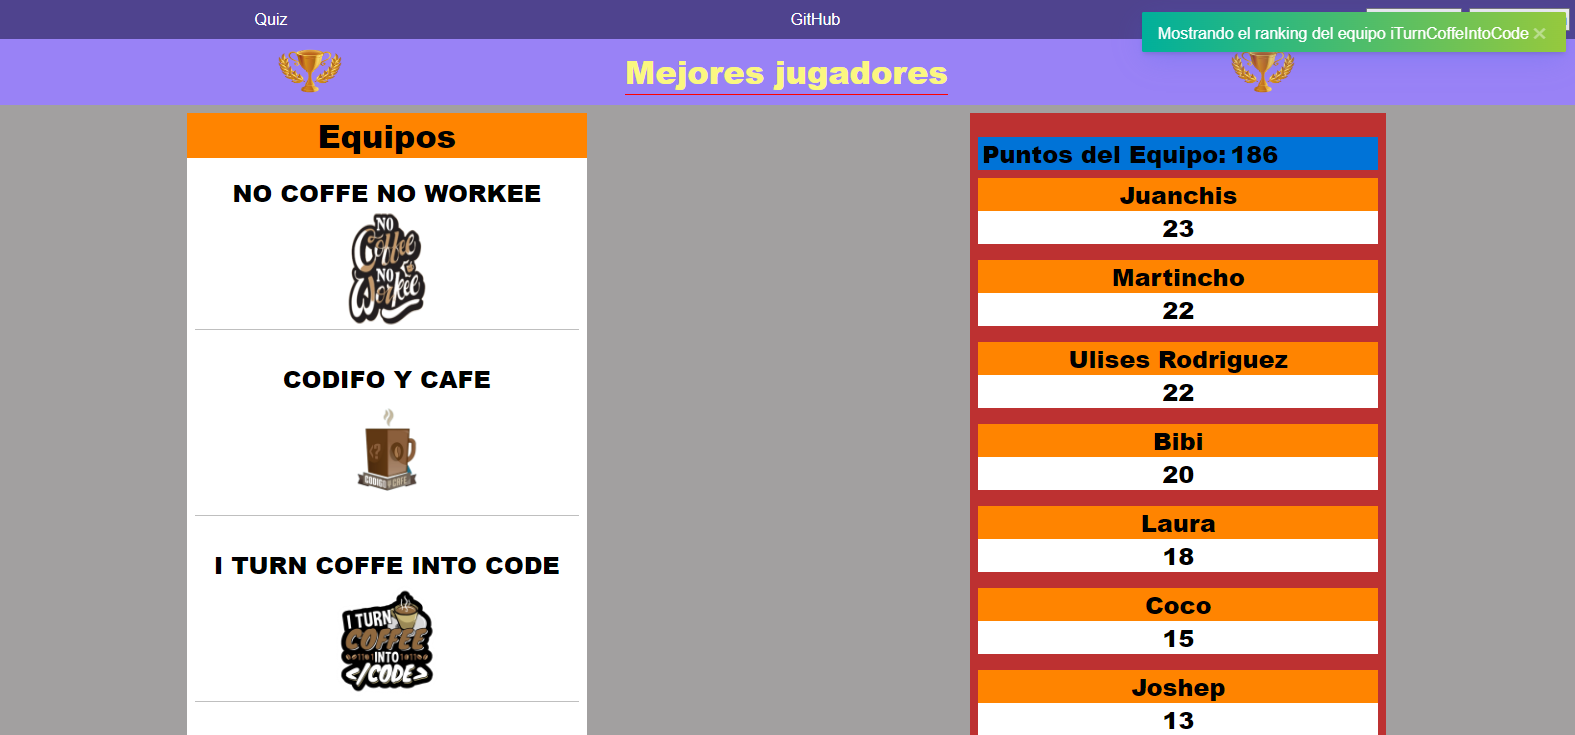 Quiz
GitHub
Mostrando el ranking del equipo iTurnCoffeIntoCode ×
Mejores jugadores
Equipos
NO COFFE NO WORKEE
NO
Coffee
NO
Workee
CODIFO Y CAFE
<?
CODIGO Y CAFE
I TURN COFFE INTO CODE
I TURN
COFFEE
INTO
</CODE>
Puntos del Equipo: 186
Juanchis
23
Martincho
22
Ulises Rodriguez
22
Bibi
20
Laura
18
Coco
15
Joshep
13